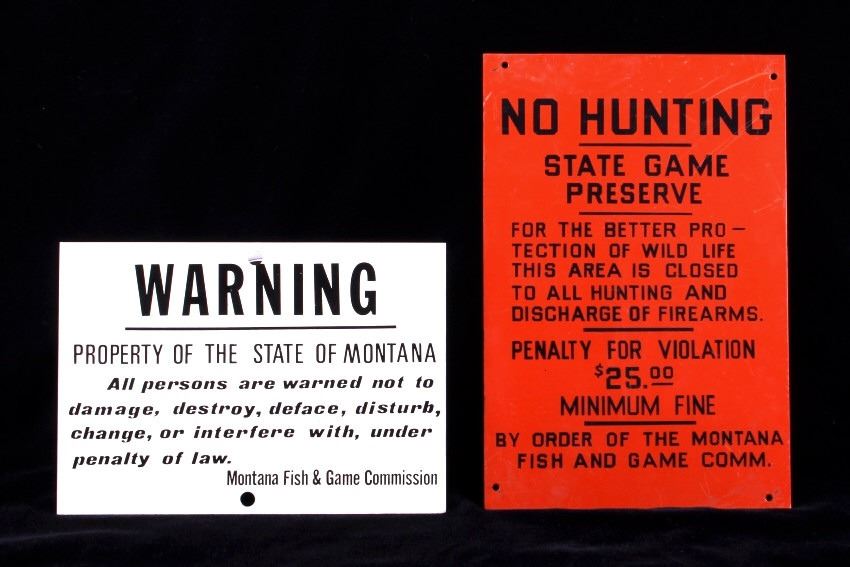 WARNING
PROPERTY OF THE STATE OF MONTANA
All persons are warned not to
damage, destroy, deface, disturb,
change, or interfere with, under
penalty of law.
Montana Fish & Game Commission
NO HUNTING
STATE GAME
PRESERVE
FOR THE BETTER PRO-
TECTION OF WILD LIFE
THIS AREA IS CLOSED
TO ALL HUNTING AND
DISCHARGE OF FIREARMS.
PENALTY FOR VIOLATION
$25.00
MINIMUM FINE
BY ORDER OF THE MONTANA
FISH AND GAME COMM.